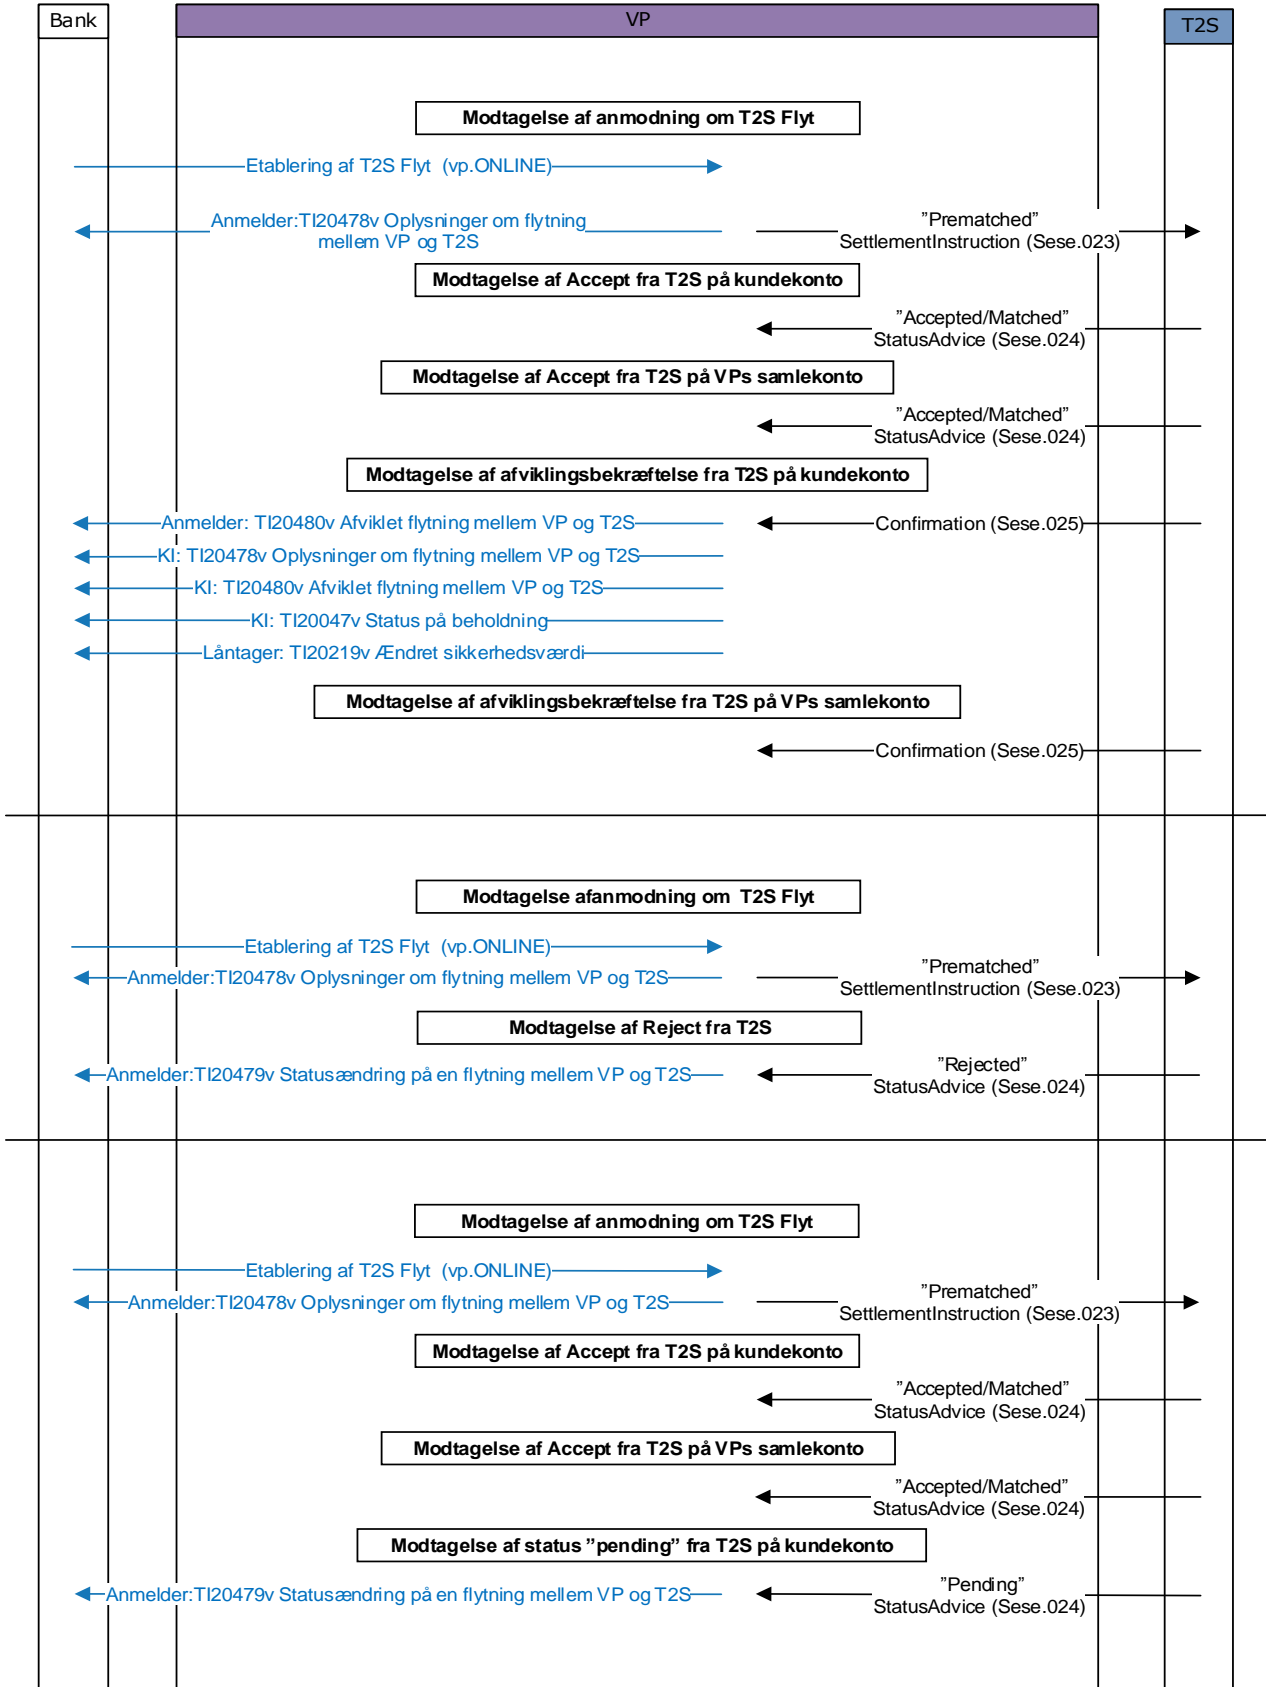 Bank
VP
T2S
Modtagelse af anmodning om T2S Flyt
Etablering af T2S Flyt (vp.ONLINE)
Anmelder:TI20478v Oplysninger om flytning
mellem VP og T2S
”Prematched”
SettlementInstruction (Sese.023)
Modtagelse af Accept fra T2S på kundekonto
”Accepted/Matched”
StatusAdvice (Sese.024)
Modtagelse af Accept fra T2S på VPs samlekonto
”Accepted/Matched”
StatusAdvice (Sese.024)
Modtagelse af afviklingsbekræftelse fra T2S på kundekonto
Anmelder: TI20480v Afviklet flytning mellem VP og T2S
Confirmation (Sese.025)
KI: TI20478v Oplysninger om flytning mellem VP og T2S
KI: TI20480v Afviklet flytning mellem VP og T2S
KI: TI20047v Status på beholdning
Låntager: TI20219v Ændret sikkerhedsværdi
Modtagelse af afviklingsbekræftelse fra T2S på VPs samlekonto
Confirmation (Sese.025)
Modtagelse afanmodning om T2S Flyt
Etablering af T2S Flyt (vp.ONLINE)
Anmelder:TI20478v Oplysninger om flytning mellem VP og T2S
”Prematched”
SettlementInstruction (Sese.023)
Modtagelse af Reject fra T2S
Anmelder:TI20479v Statusændring på en flytning mellem VP og T2S
”Rejected”
StatusAdvice (Sese.024)
Modtagelse af anmodning om T2S Flyt
Etablering af T2S Flyt (vp.ONLINE)
Anmelder:TI20478v Oplysninger om flytning mellem VP og T2S
”Prematched”
SettlementInstruction (Sese.023)
Modtagelse af Accept fra T2S på kundekonto
”Accepted/Matched”
StatusAdvice (Sese.024)
Modtagelse af Accept fra T2S på VPs samlekonto
”Accepted/Matched”
StatusAdvice (Sese.024)
Modtagelse af status ”pending” fra T2S på kundekonto
Anmelder:TI20479v Statusændring på en flytning mellem VP og T2S
”Pending”
StatusAdvice (Sese.024)